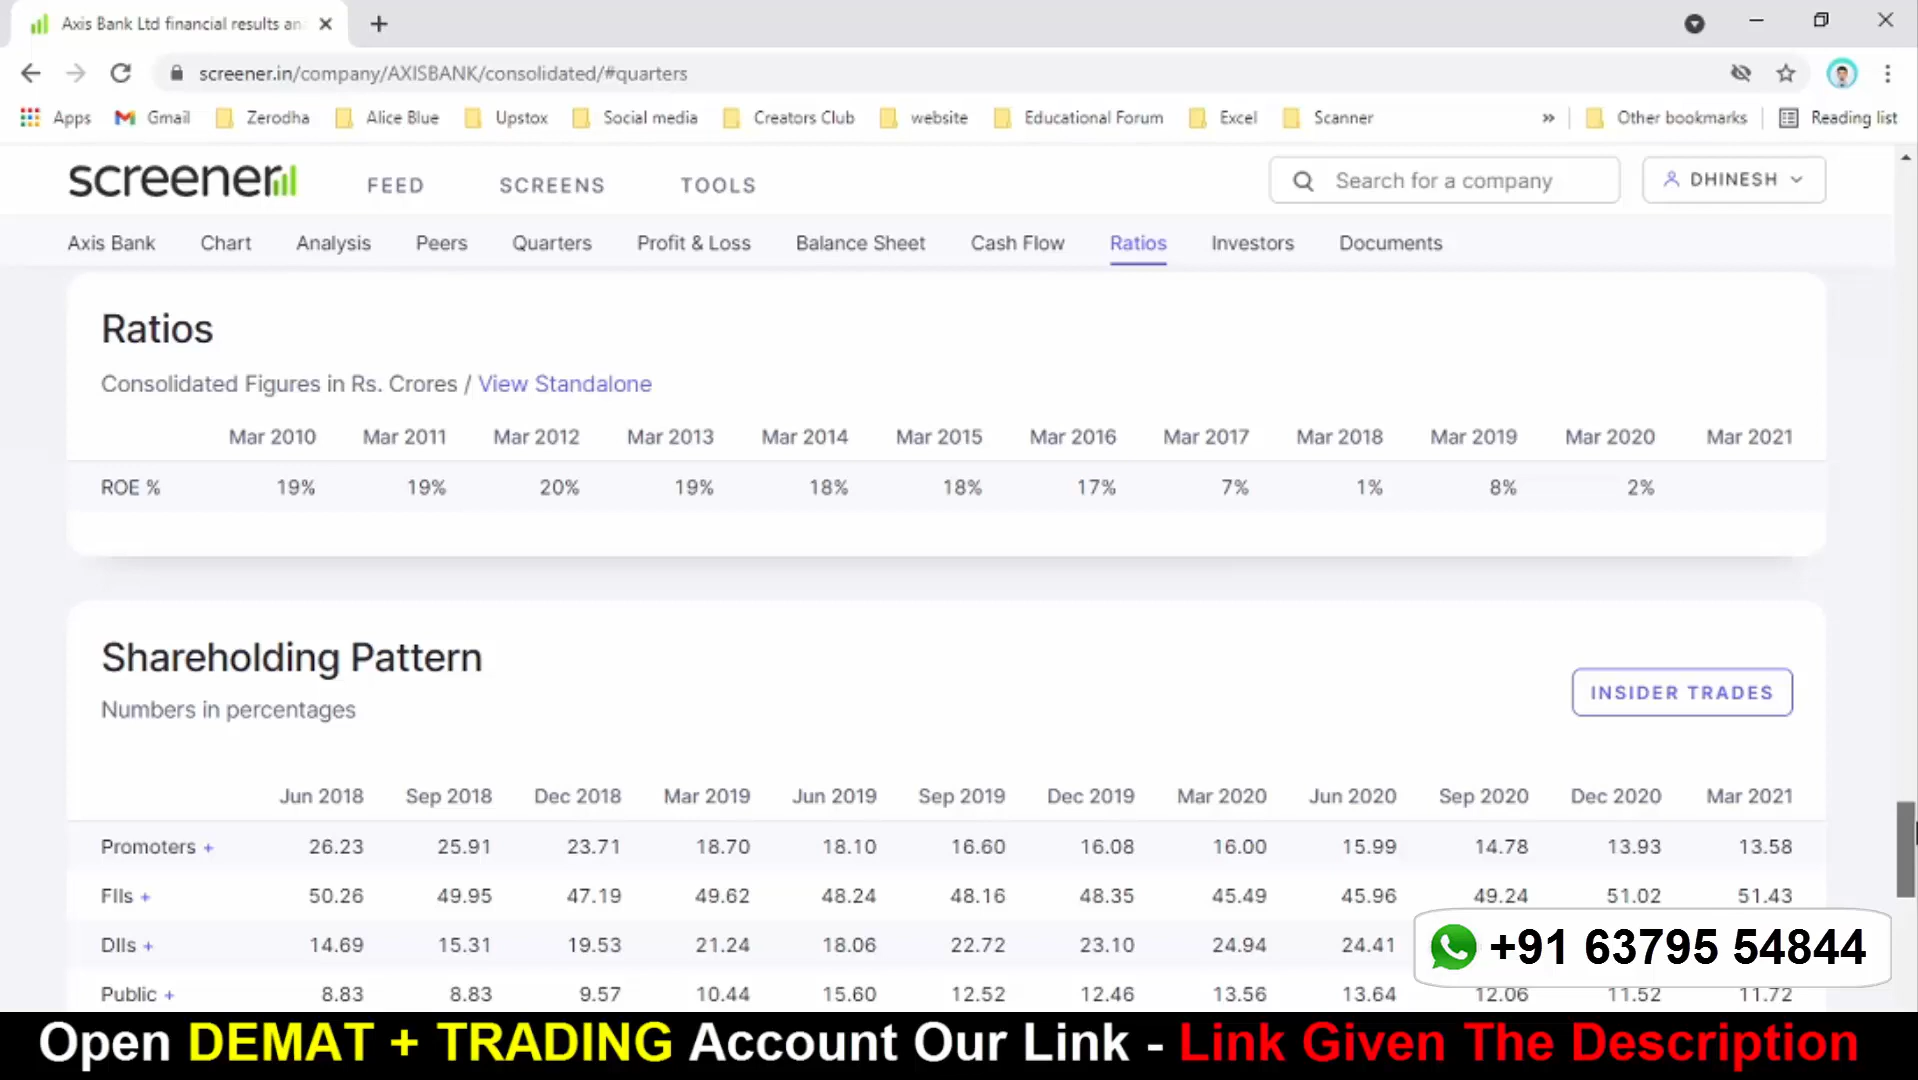 Axis Bank Ltd financial results an
screener.in/company/AXISBANK/consolidated/#quarters
Apps Gmail Zerodha Alice Blue Upstox Social media Creators Club website Educational Forum Excel Scanner » Other bookmarks Reading list
screener FEED SCREENS TOOLS Search for a company DHINESH
Axis Bank Chart Analysis Peers Quarters Profit & Loss Balance Sheet Cash Flow Ratios Investors Documents
Ratios
Consolidated Figures in Rs. Crores / View Standalone
Mar 2010 Mar 2011 Mar 2012 Mar 2013 Mar 2014 Mar 2015 Mar 2016 Mar 2017 Mar 2018 Mar 2019 Mar 2020 Mar 2021
ROE % 19% 19% 20% 19% 18% 18% 17% 7% 1% 8% 2%
Shareholding Pattern
INSIDER TRADES
Numbers in percentages
Jun 2018 Sep 2018 Dec 2018 Mar 2019 Jun 2019 Sep 2019 Dec 2019 Mar 2020 Jun 2020 Sep 2020 Dec 2020 Mar 2021
Promoters + 26.23 25.91 23.71 18.70 18.10 16.60 16.08 16.00 15.99 14.78 13.93 13.58
FIIs + 50.26 49.95 47.19 49.62 48.24 48.16 48.35 45.49 45.96 49.24 51.02 51.43
DIIs + 14.69 15.31 19.53 21.24 18.06 22.72 23.10 24.94 24.41
+91 63795 54844
Public + 8.83 8.83 9.57 10.44 15.60 12.52 12.46 13.56 13.64 12.06 11.52 11.72
Open DEMAT + TRADING Account Our Link - Link Given The Description